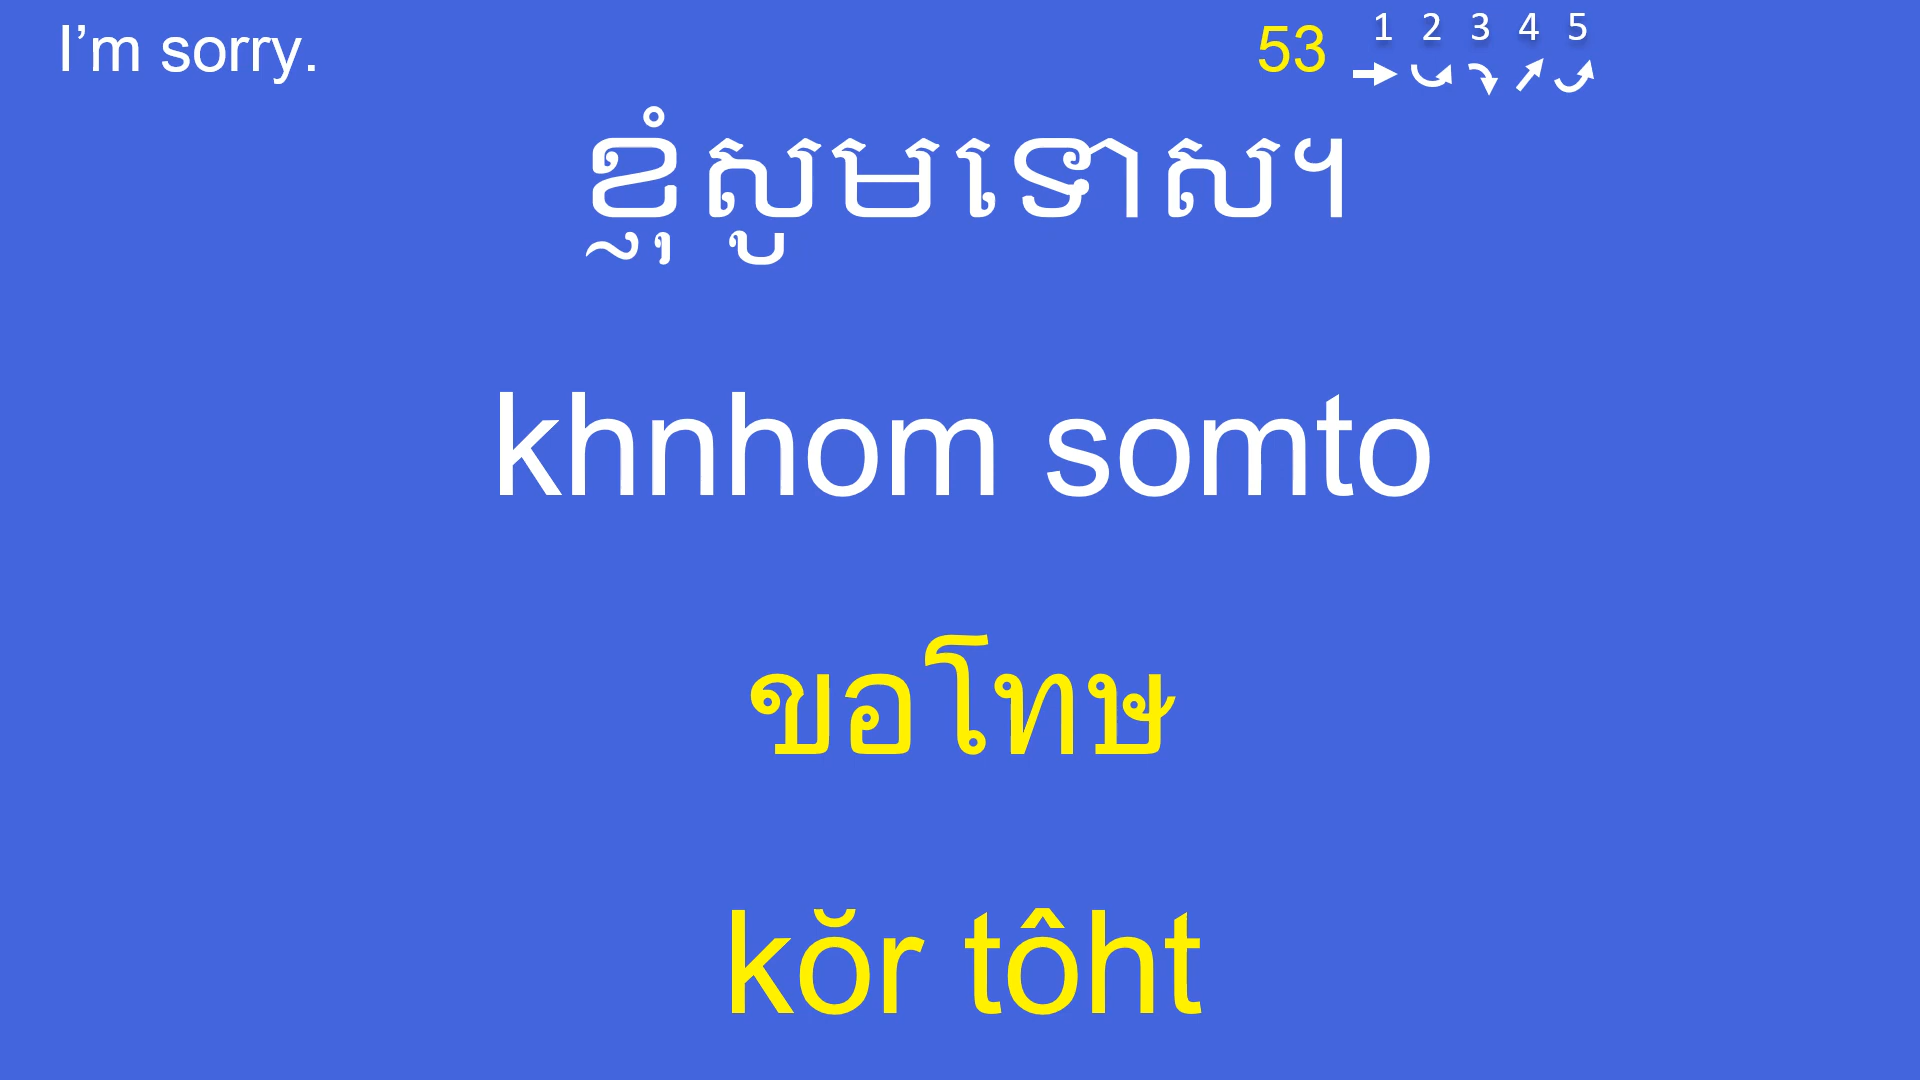 I’m sorry.
53 1 2 3 4 5
ខ្ញុំសូមទោស។
khnhom somto
ขอโทษ
kŏr tôht